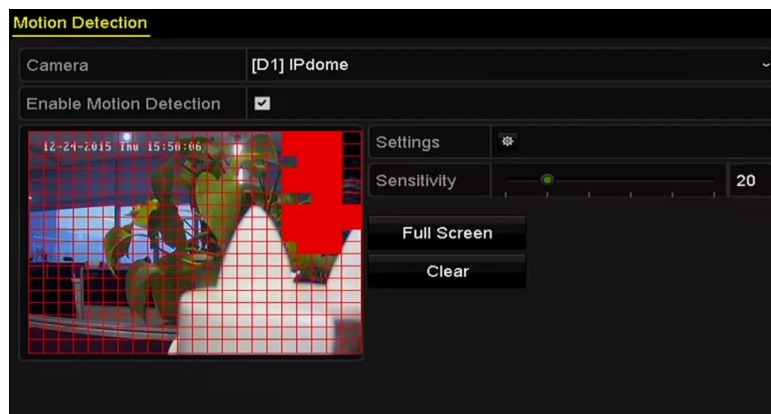 Motion Detection
Camera [D1] IPdome
Enable Motion Detection
12-24-2015 Thu 15:58:06
Settings
Sensitivity 20
Full Screen
Clear